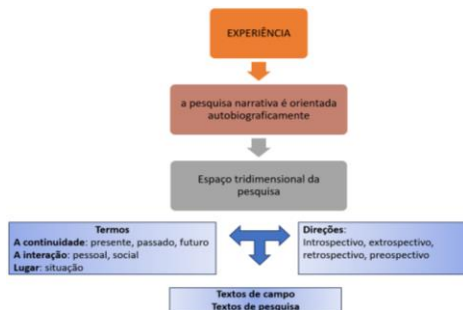 EXPERIÊNCIA
a pesquisa narrativa é orientada
autobiograficamente
Espaço tridimensional da
pesquisa
Termos
A continuidade: presente, passado, futuro
A interação: pessoal, social
Lugar: situação
Direções:
Introspectivo, extrospectivo,
retrospectivo, preospectivo
Textos de campo
Textos de pesquisa